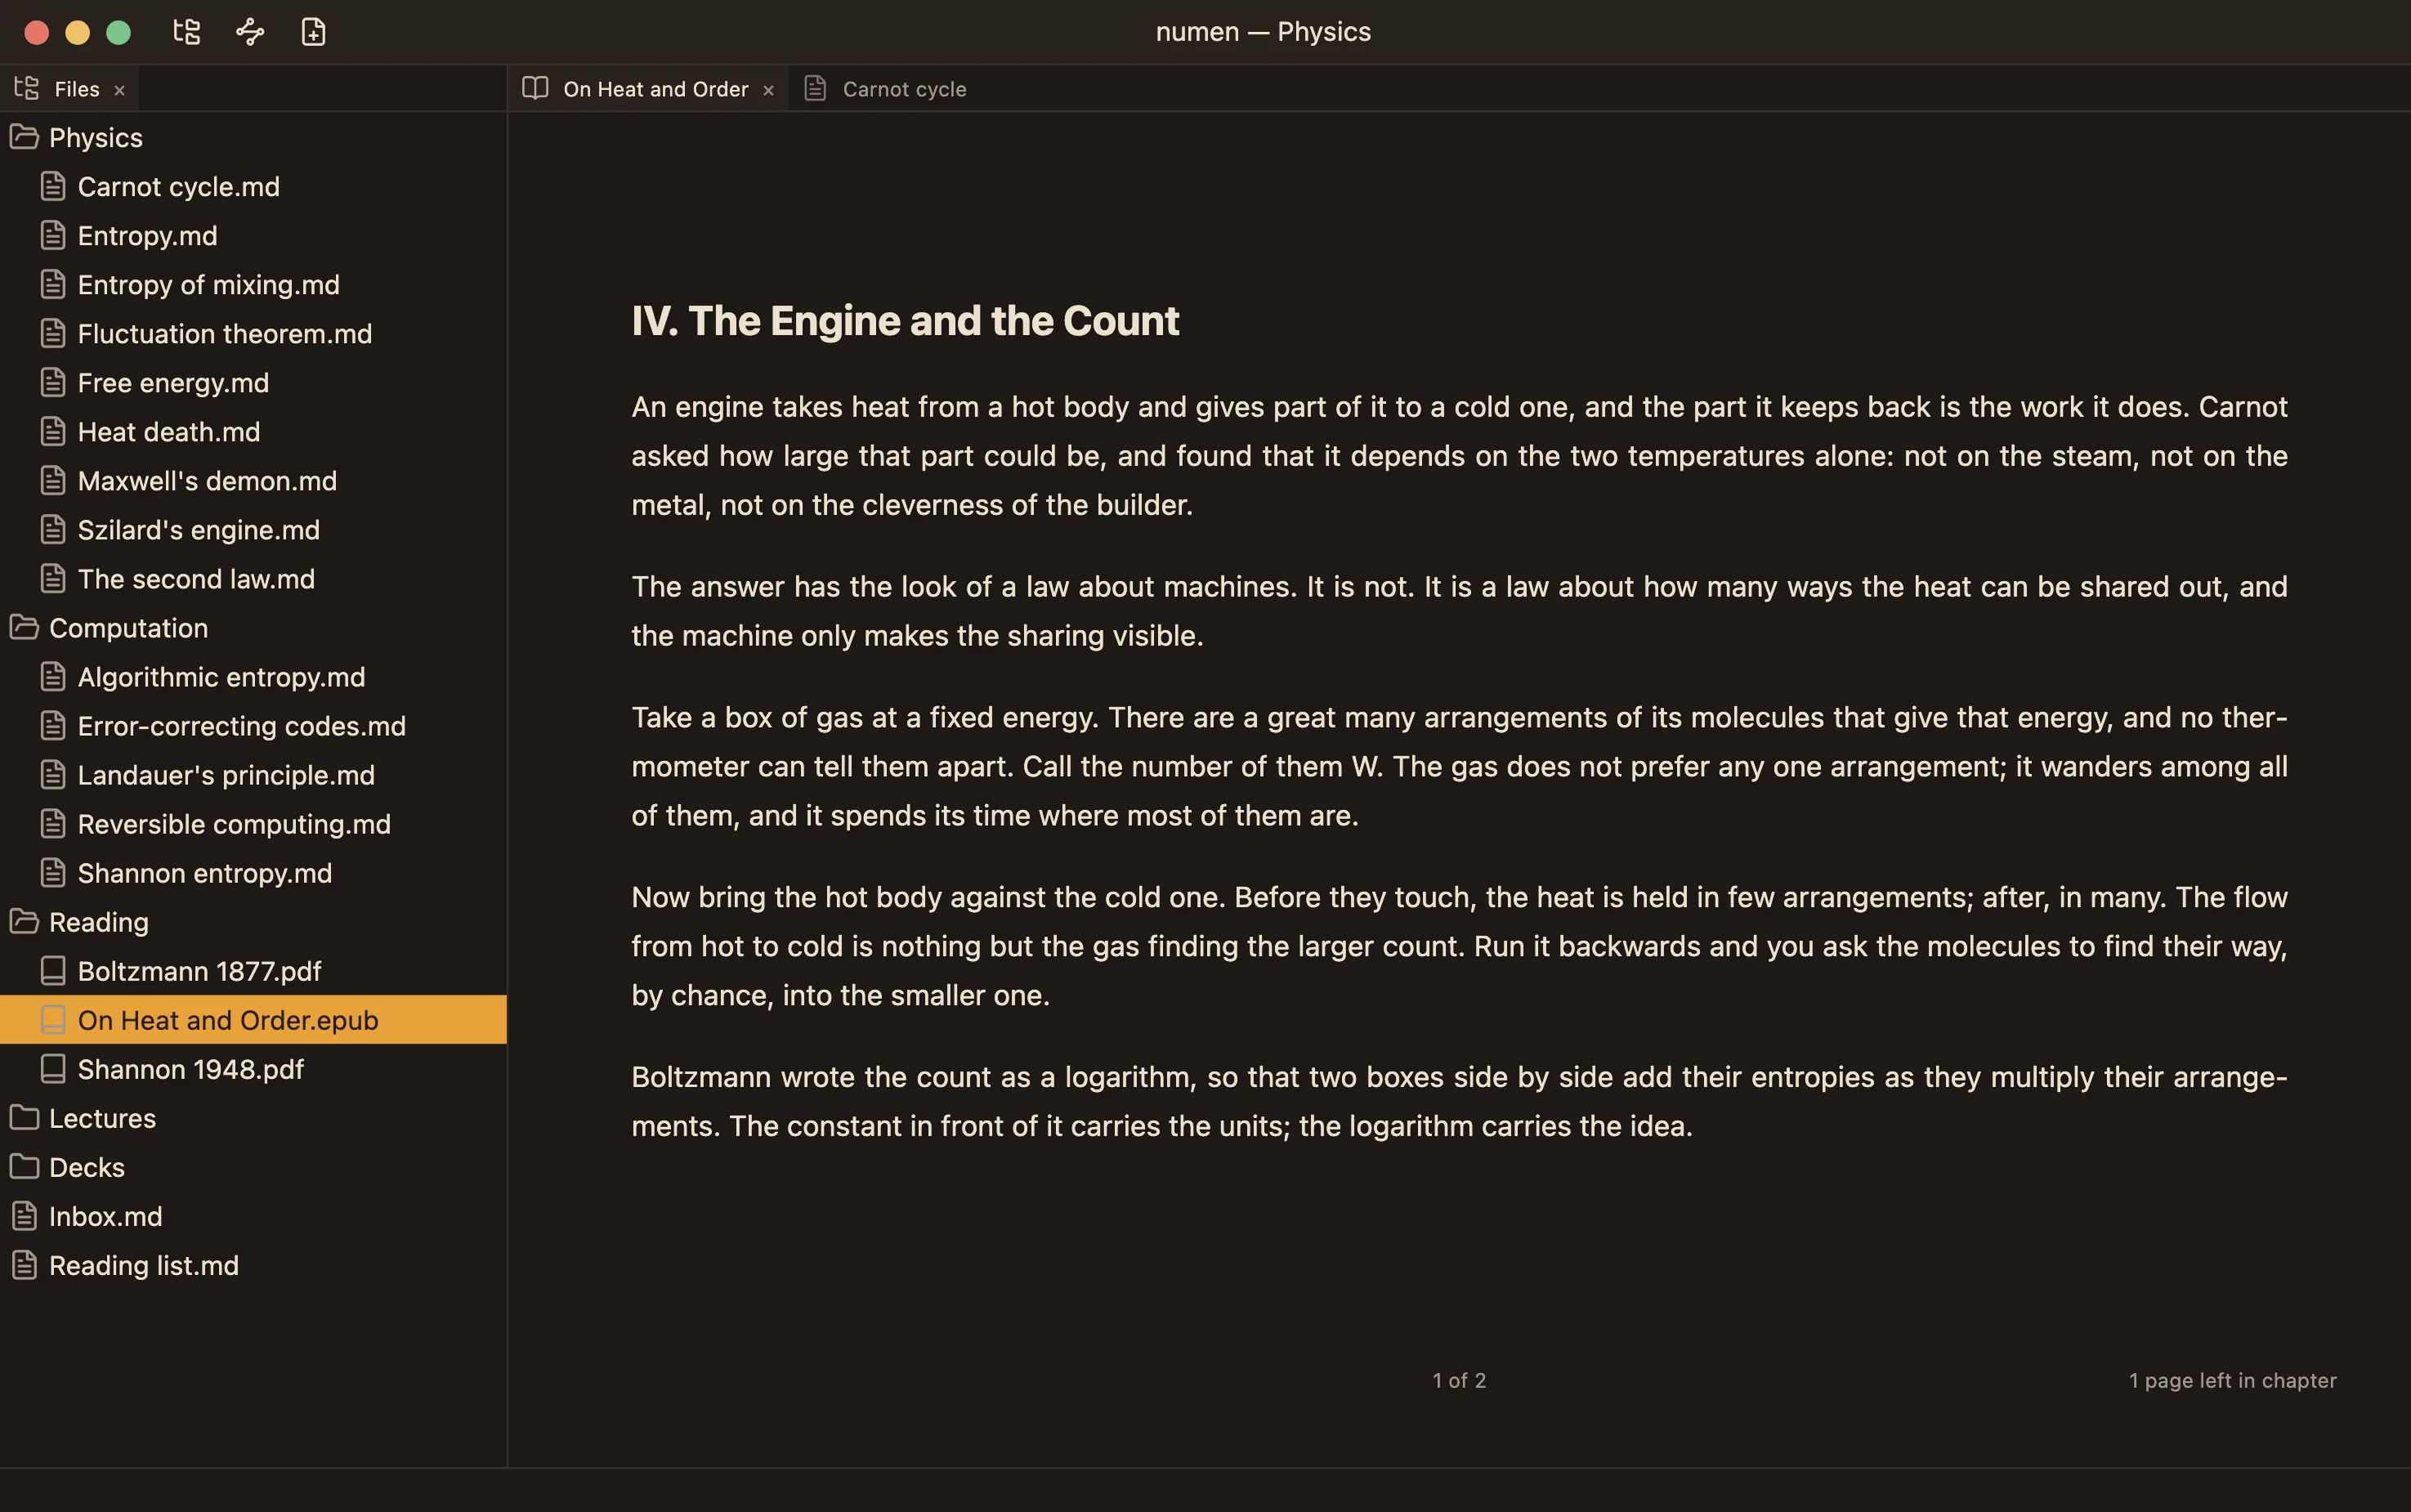 numen — Physics
Files ×
On Heat and Order ×
Carnot cycle
Physics
Carnot cycle.md
Entropy.md
Entropy of mixing.md
Fluctuation theorem.md
Free energy.md
Heat death.md
Maxwell's demon.md
Szilard's engine.md
The second law.md
Computation
Algorithmic entropy.md
Error-correcting codes.md
Landauer's principle.md
Reversible computing.md
Shannon entropy.md
Reading
Boltzmann 1877.pdf
On Heat and Order.epub
Shannon 1948.pdf
Lectures
Decks
Inbox.md
Reading list.md
IV. The Engine and the Count
An engine takes heat from a hot body and gives part of it to a cold one, and the part it keeps back is the work it does. Carnot
asked how large that part could be, and found that it depends on the two temperatures alone: not on the steam, not on the
metal, not on the cleverness of the builder.
The answer has the look of a law about machines. It is not. It is a law about how many ways the heat can be shared out, and
the machine only makes the sharing visible.
Take a box of gas at a fixed energy. There are a great many arrangements of its molecules that give that energy, and no ther-
mometer can tell them apart. Call the number of them W. The gas does not prefer any one arrangement; it wanders among all
of them, and it spends its time where most of them are.
Now bring the hot body against the cold one. Before they touch, the heat is held in few arrangements; after, in many. The flow
from hot to cold is nothing but the gas finding the larger count. Run it backwards and you ask the molecules to find their way,
by chance, into the smaller one.
Boltzmann wrote the count as a logarithm, so that two boxes side by side add their entropies as they multiply their arrange-
ments. The constant in front of it carries the units; the logarithm carries the idea.
1 of 2
1 page left in chapter